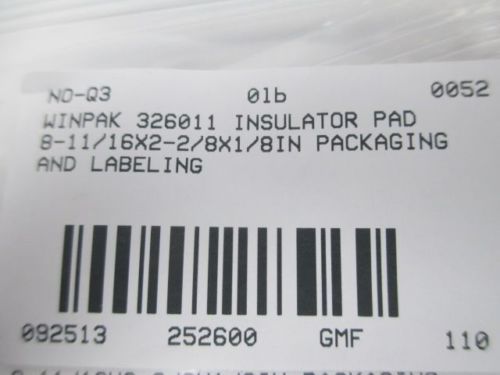 NO-Q3 0lb 0052
WINPAK 326011 INSULATOR PAD
8-11/16X2-2/8X1/8IN PACKAGING
AND LABELING
092513 252600 GMF 110